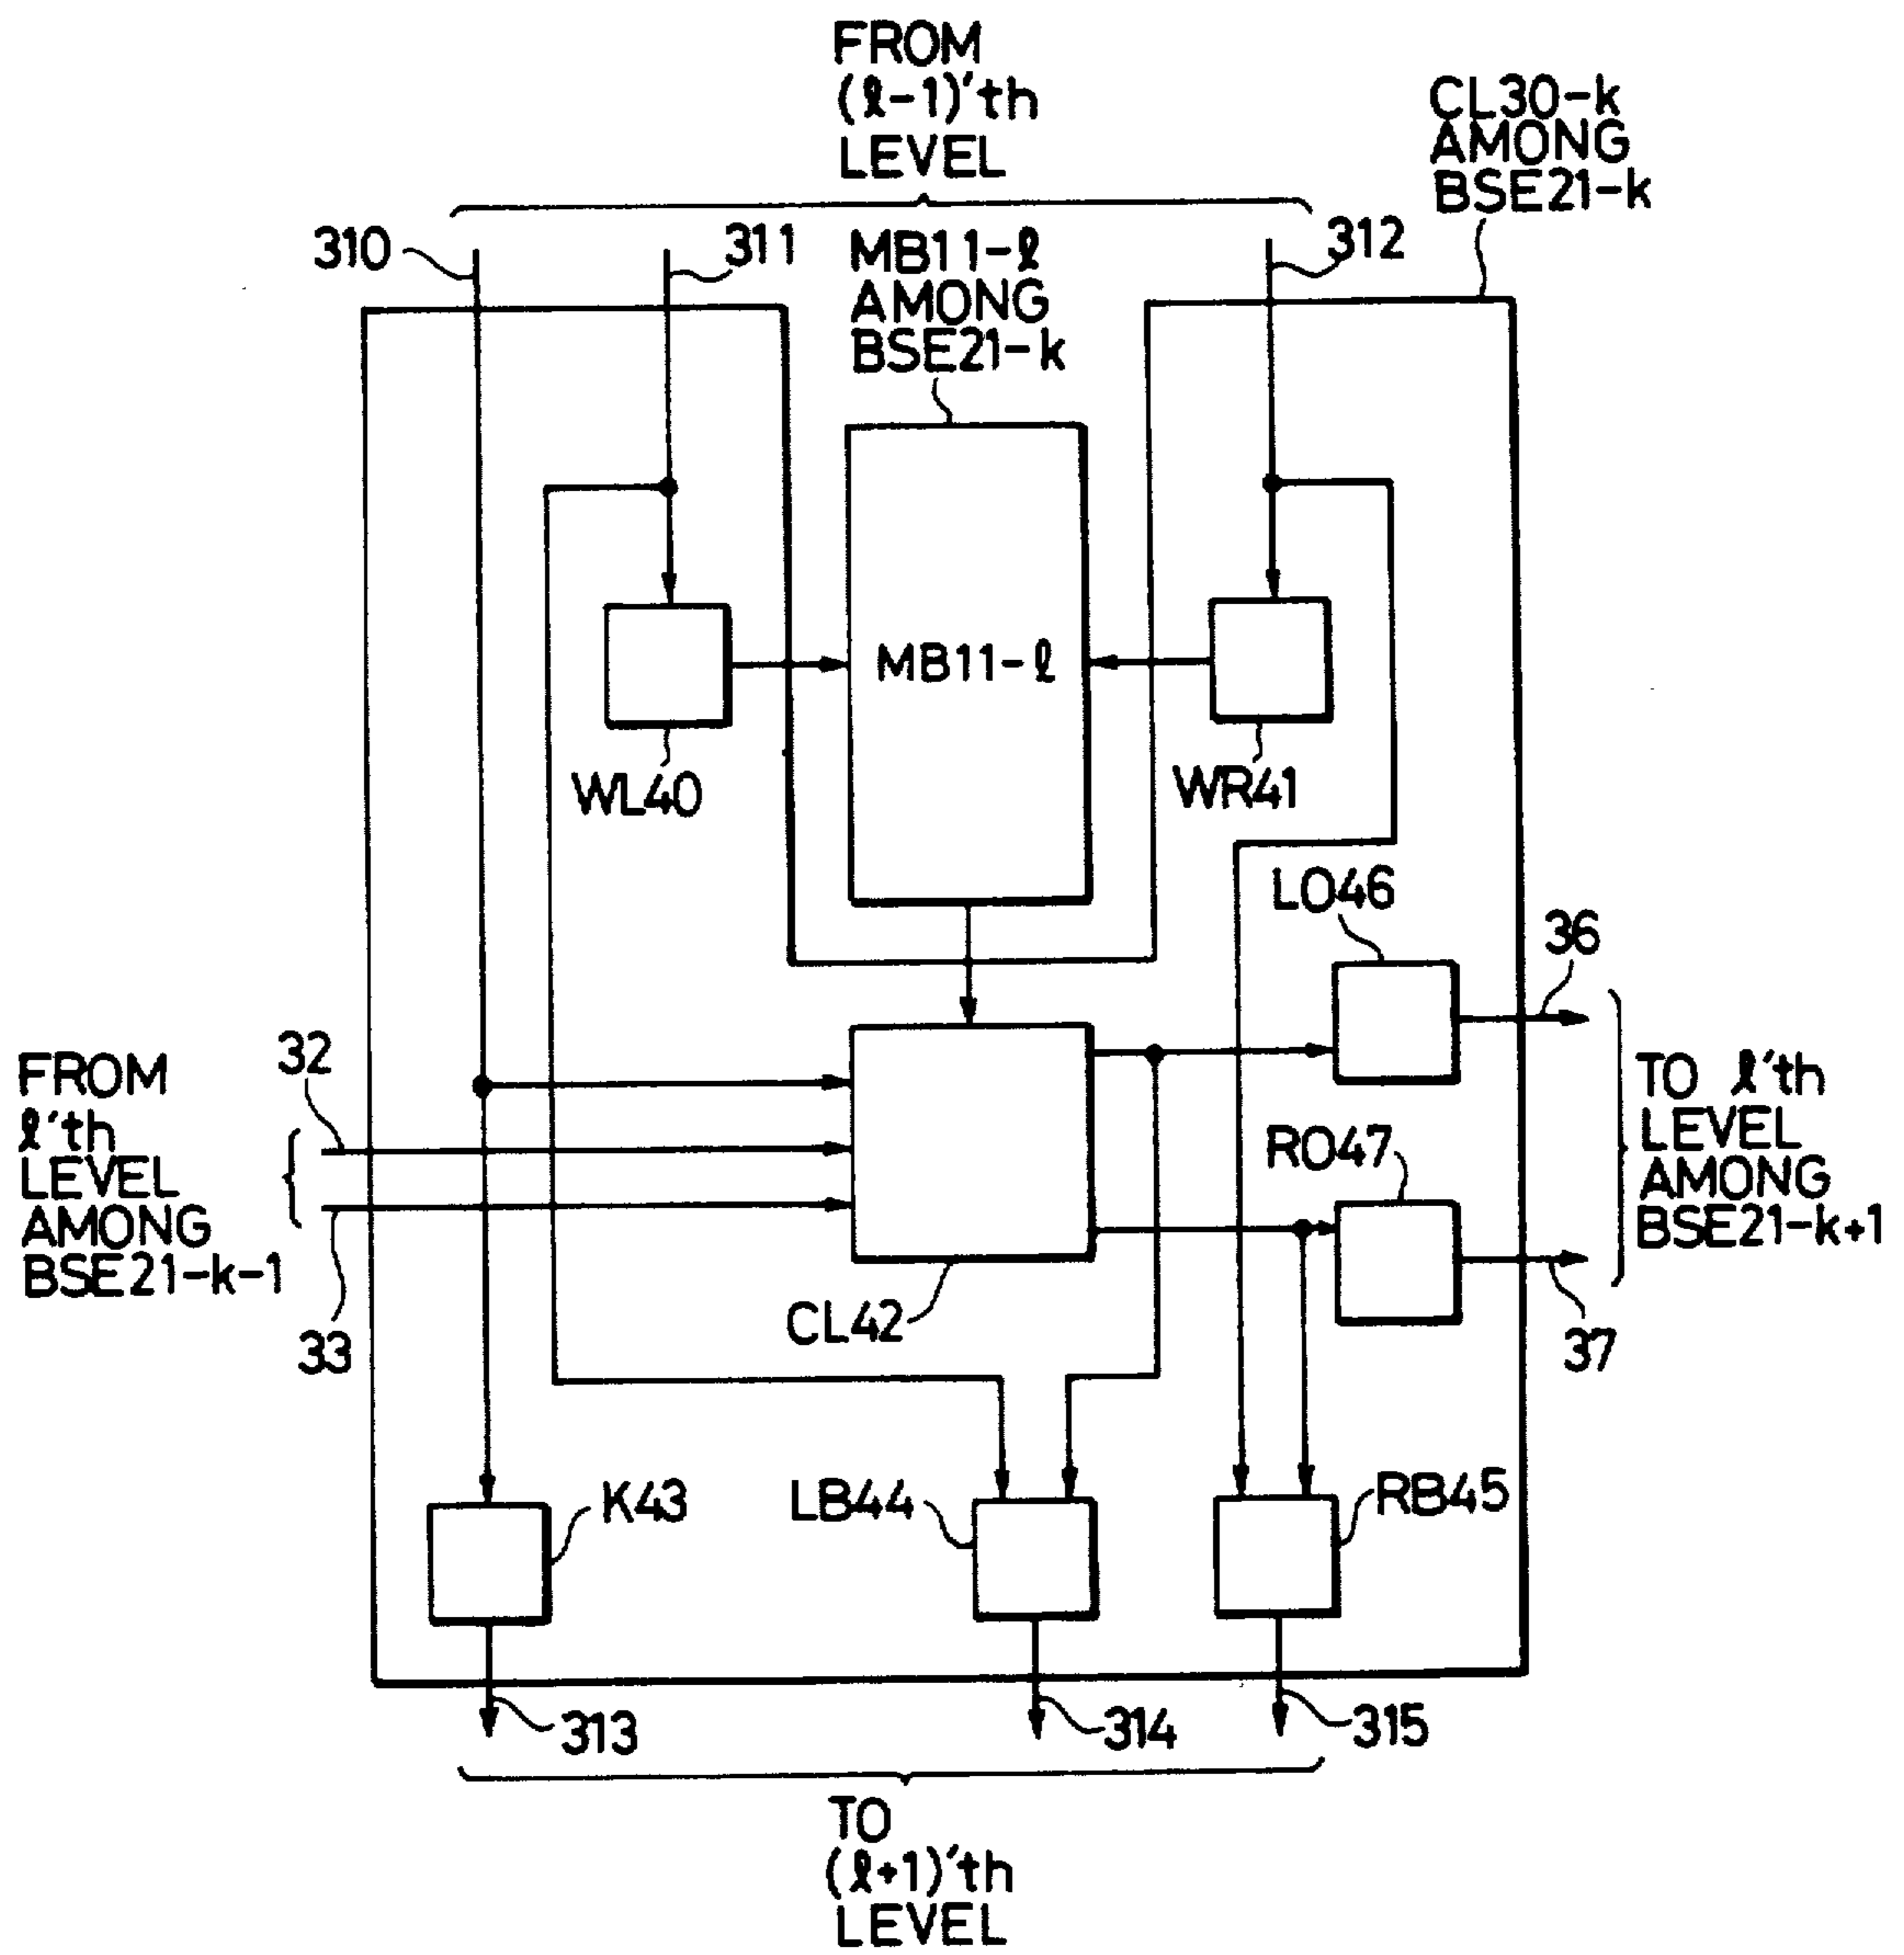 FROM
(ℓ-1)'th
LEVEL
CL30-k
AMONG
BSE21-k
310
311
312
MB11-ℓ
AMONG
BSE21-k
MB11-ℓ
WL40
WR41
LO46
36
32
FROM
ℓ'th
LEVEL
AMONG
BSE21-k-1
33
TO ℓ'th
LEVEL
AMONG
BSE21-k+1
RO47
CL42
37
K43
LB44
RB45
313
314
315
TO
(ℓ+1)'th
LEVEL